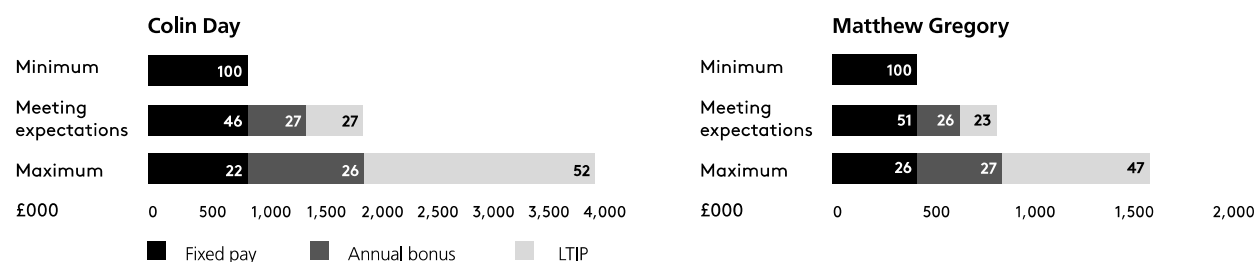 Colin Day
Minimum 100
Meeting
expectations 46 27 27
Maximum 22 26 52
£000 0 500 1,000 1,500 2,000 2,500 3,000 3,500 4,000
Fixed pay Annual bonus LTIP
Matthew Gregory
Minimum 100
Meeting
expectations 51 26 23
Maximum 26 27 47
£000 0 500 1,000 1,500 2,000